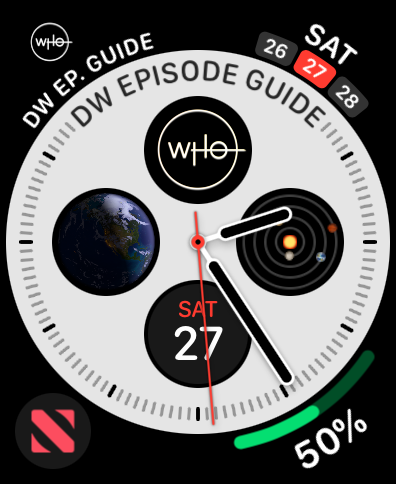 WHO
DW EP. GUIDE
SAT
26 27 28
DW EPISODE GUIDE
WHO
SAT
27
50%